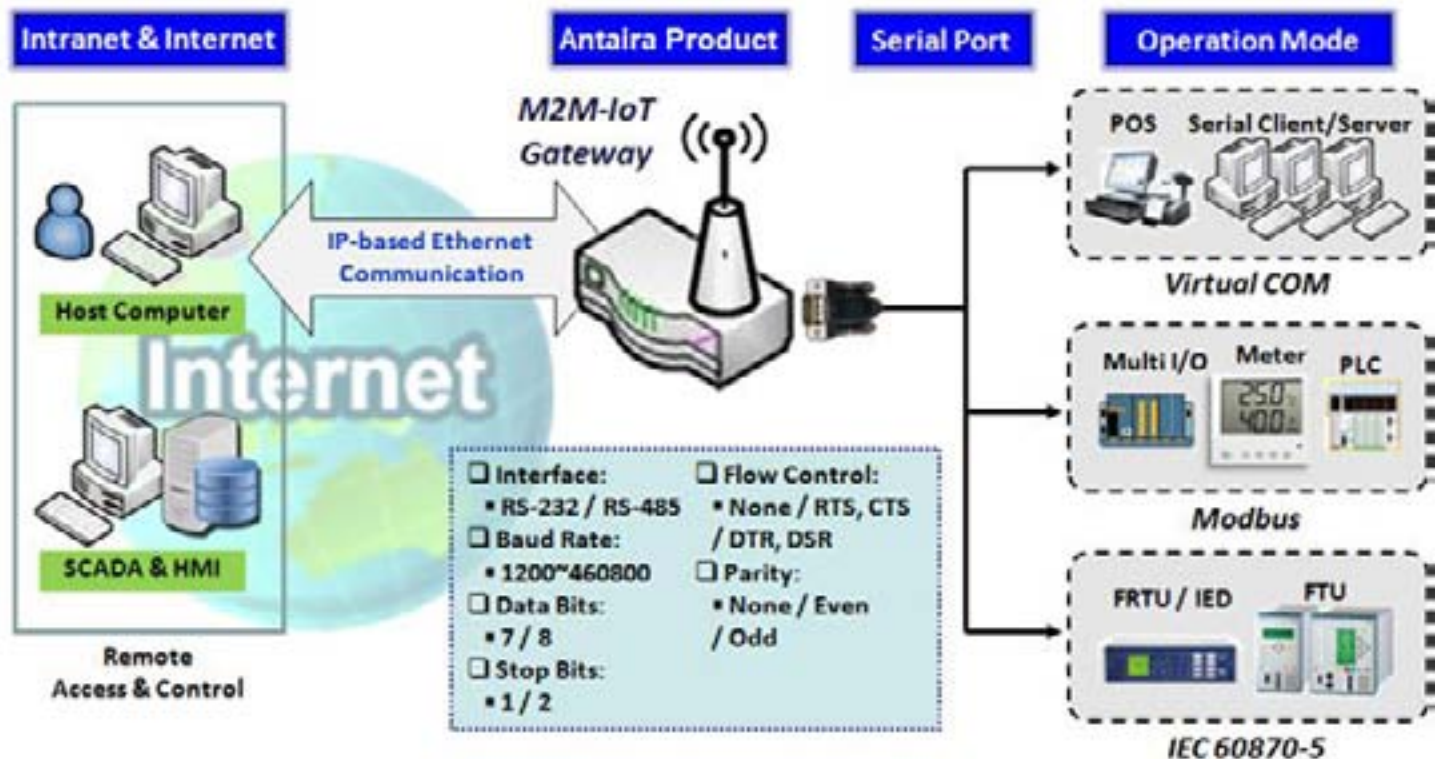 Intranet & Internet
Antaira Product
Serial Port
Operation Mode
M2M-IoT
Gateway
IP-based Ethernet
Communication
Host Computer
Internet
SCADA & HMI
Remote
Access & Control
❑ Interface:
▪ RS-232 / RS-485
❑ Baud Rate:
▪ 1200~460800
❑ Data Bits:
▪ 7 / 8
❑ Stop Bits:
▪ 1 / 2
❑ Flow Control:
▪ None / RTS, CTS
/ DTR, DSR
❑ Parity:
▪ None / Even
/ Odd
POS
Serial Client/Server
Virtual COM
Multi I/O
Meter
PLC
25.0
40.0
Modbus
FRTU / IED
FTU
IEC 60870-5